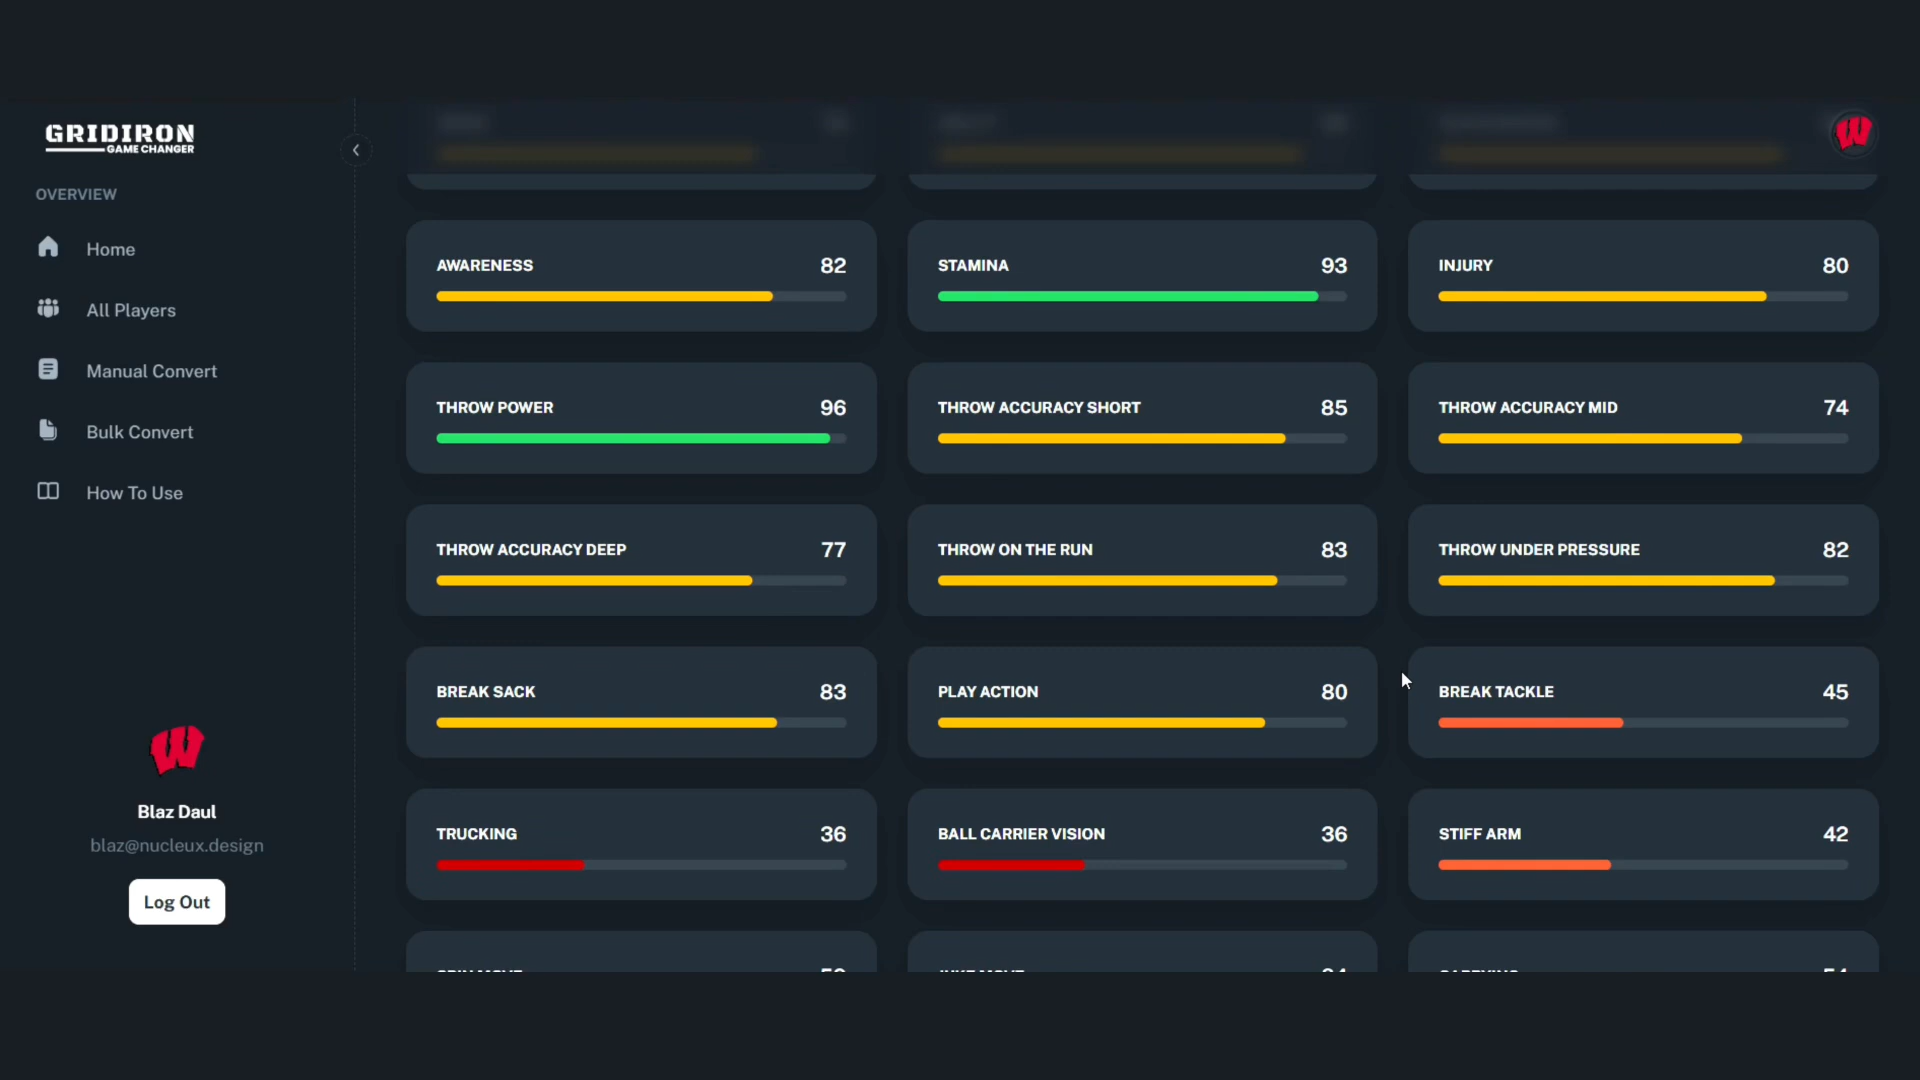 GRIDIRON
GAME CHANGER
OVERVIEW
Home
All Players
Manual Convert
Bulk Convert
How To Use
Blaz Daul
blaz@nucleux.design
Log Out
W
W
AWARENESS 82
STAMINA 93
INJURY 80
THROW POWER 96
THROW ACCURACY SHORT 85
THROW ACCURACY MID 74
THROW ACCURACY DEEP 77
THROW ON THE RUN 83
THROW UNDER PRESSURE 82
BREAK SACK 83
PLAY ACTION 80
BREAK TACKLE 45
TRUCKING 36
BALL CARRIER VISION 36
STIFF ARM 42